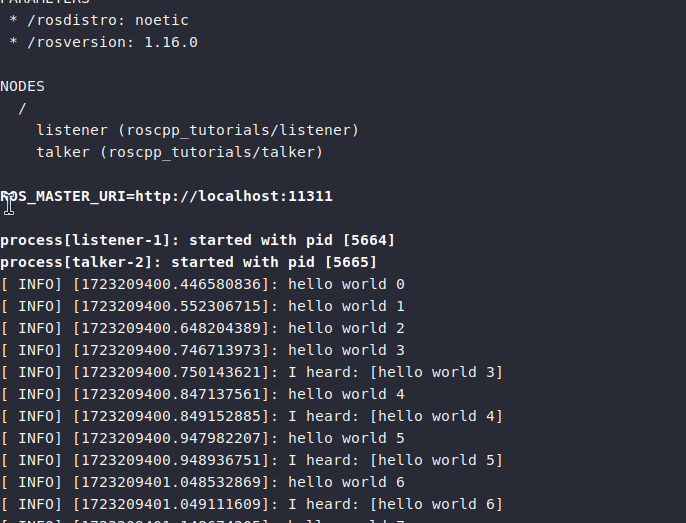 PARAMETERS
 * /rosdistro: noetic
 * /rosversion: 1.16.0
NODES
  /
    listener (roscpp_tutorials/listener)
    talker (roscpp_tutorials/talker)
ROS_MASTER_URI=http://localhost:11311
process[listener-1]: started with pid [5664]
process[talker-2]: started with pid [5665]
[ INFO] [1723209400.446580836]: hello world 0
[ INFO] [1723209400.552306715]: hello world 1
[ INFO] [1723209400.648204389]: hello world 2
[ INFO] [1723209400.746713973]: hello world 3
[ INFO] [1723209400.750143621]: I heard: [hello world 3]
[ INFO] [1723209400.847137561]: hello world 4
[ INFO] [1723209400.849152885]: I heard: [hello world 4]
[ INFO] [1723209400.947982207]: hello world 5
[ INFO] [1723209400.948936751]: I heard: [hello world 5]
[ INFO] [1723209401.048532869]: hello world 6
[ INFO] [1723209401.049111609]: I heard: [hello world 6]